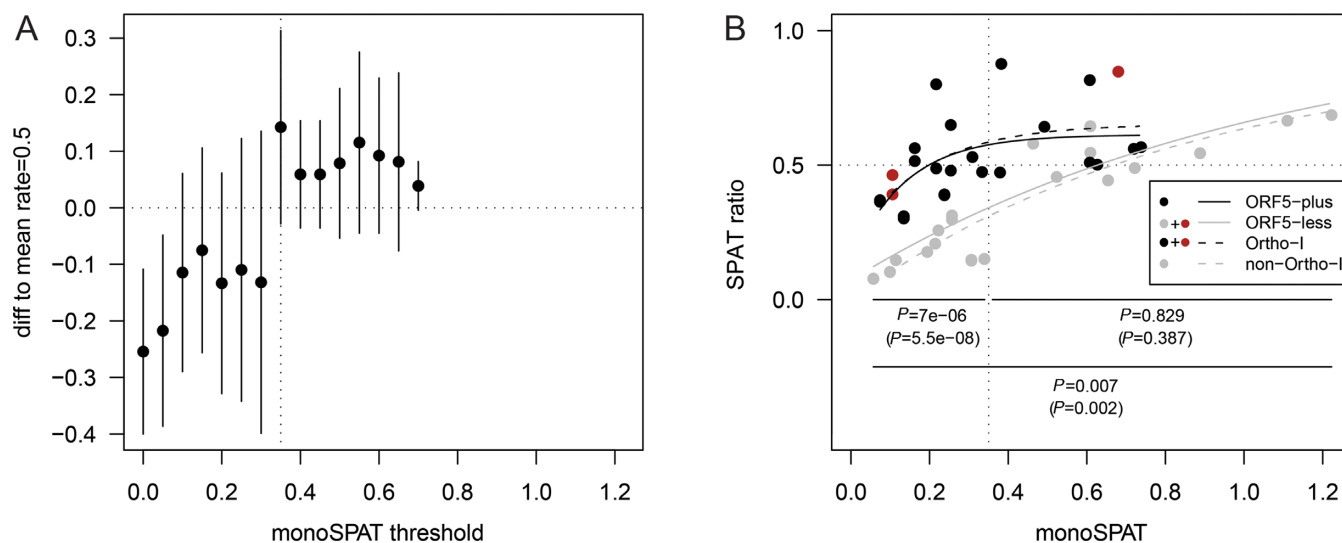 A
diff to mean rate=0.5
0.3
0.2
0.1
0.0
−0.1
−0.2
−0.3
−0.4
0.0 0.2 0.4 0.6 0.8 1.0 1.2
monoSPAT threshold
B
SPAT ratio
1.0
0.5
0.0
ORF5−plus
+ ORF5−less
+ Ortho−I
non−Ortho−I
P=7e−06
(P=5.5e−08)
P=0.829
(P=0.387)
P=0.007
(P=0.002)
0.0 0.2 0.4 0.6 0.8 1.0 1.2
monoSPAT